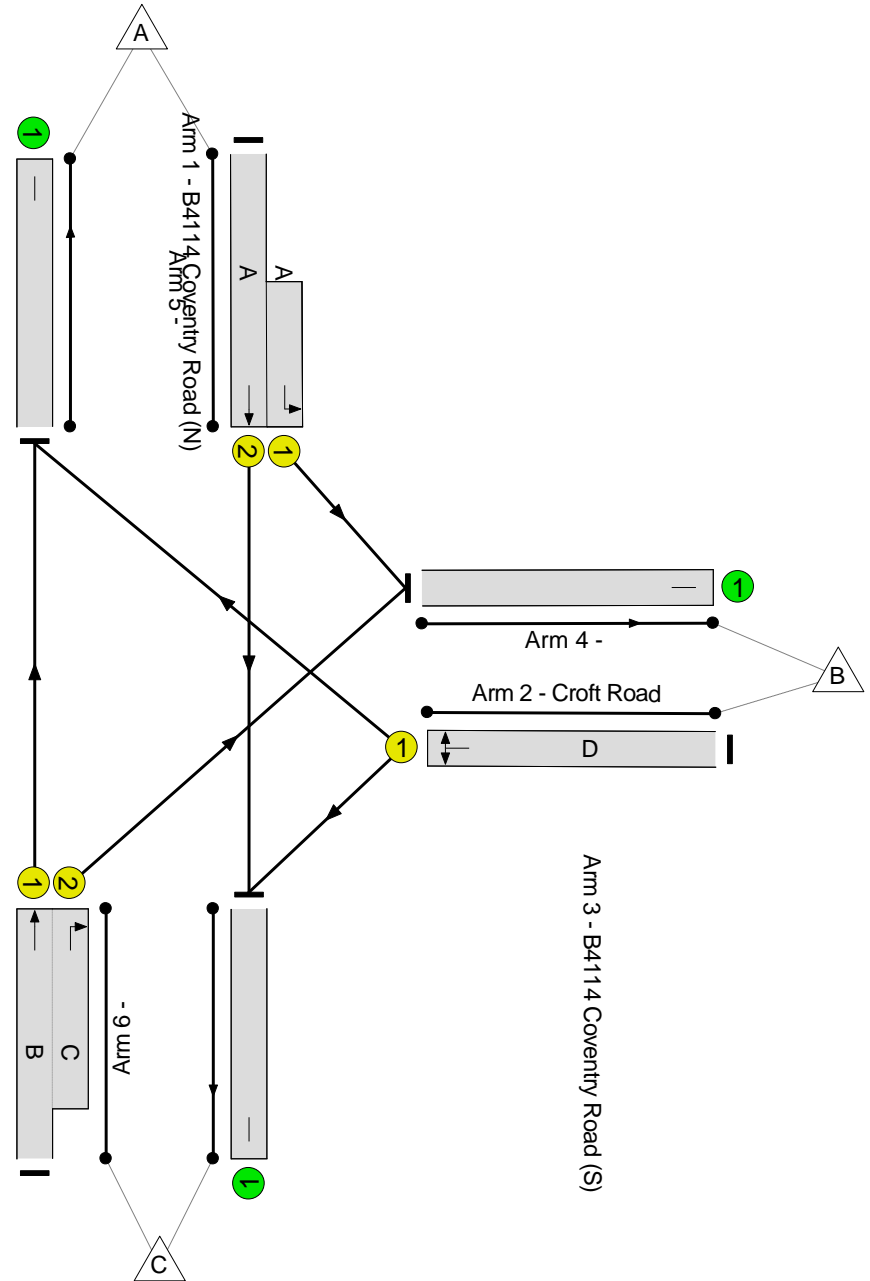 A
1
Arm 1 - B4114 Coventry Road (N)
Arm 5 -
A
A
2
1
1
Arm 4 -
B
Arm 2 - Croft Road
1
D
1
2
Arm 3 - B4114 Coventry Road (S)
Arm 6 -
B
C
1
C